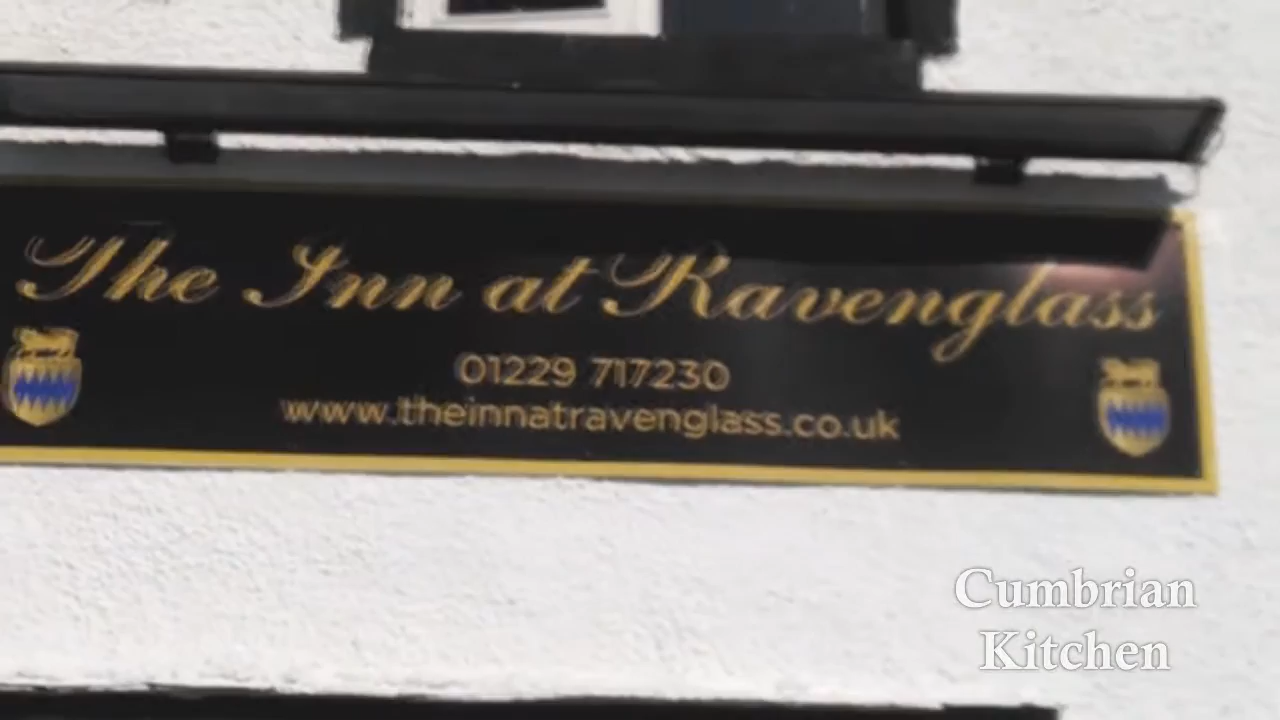 The Inn at Ravenglass
01229 717230
www.theinnatravenglass.co.uk
Cumbrian
Kitchen